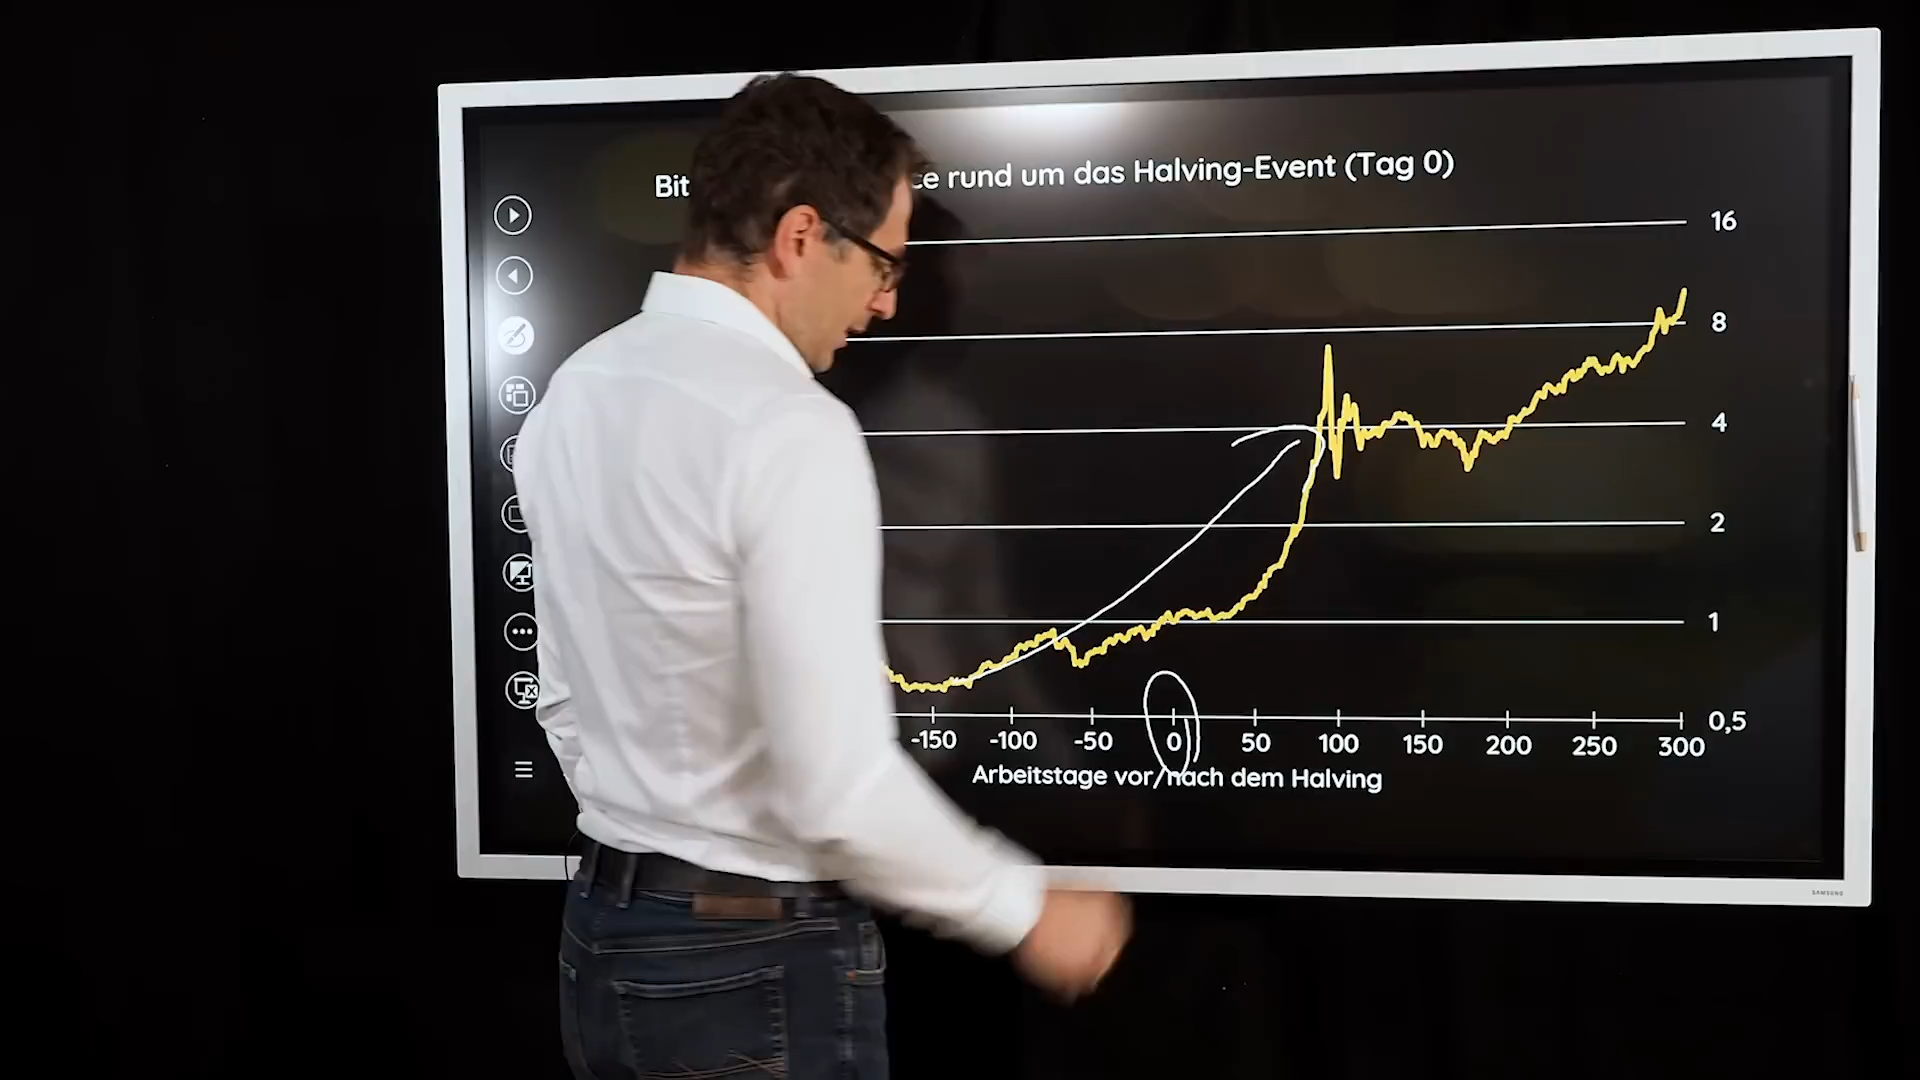 Bit ce rund um das Halving-Event (Tag 0)
16
8
4
2
1
0,5
-150 -100 -50 0 50 100 150 200 250 300
Arbeitstage vor/nach dem Halving
SAMSUNG